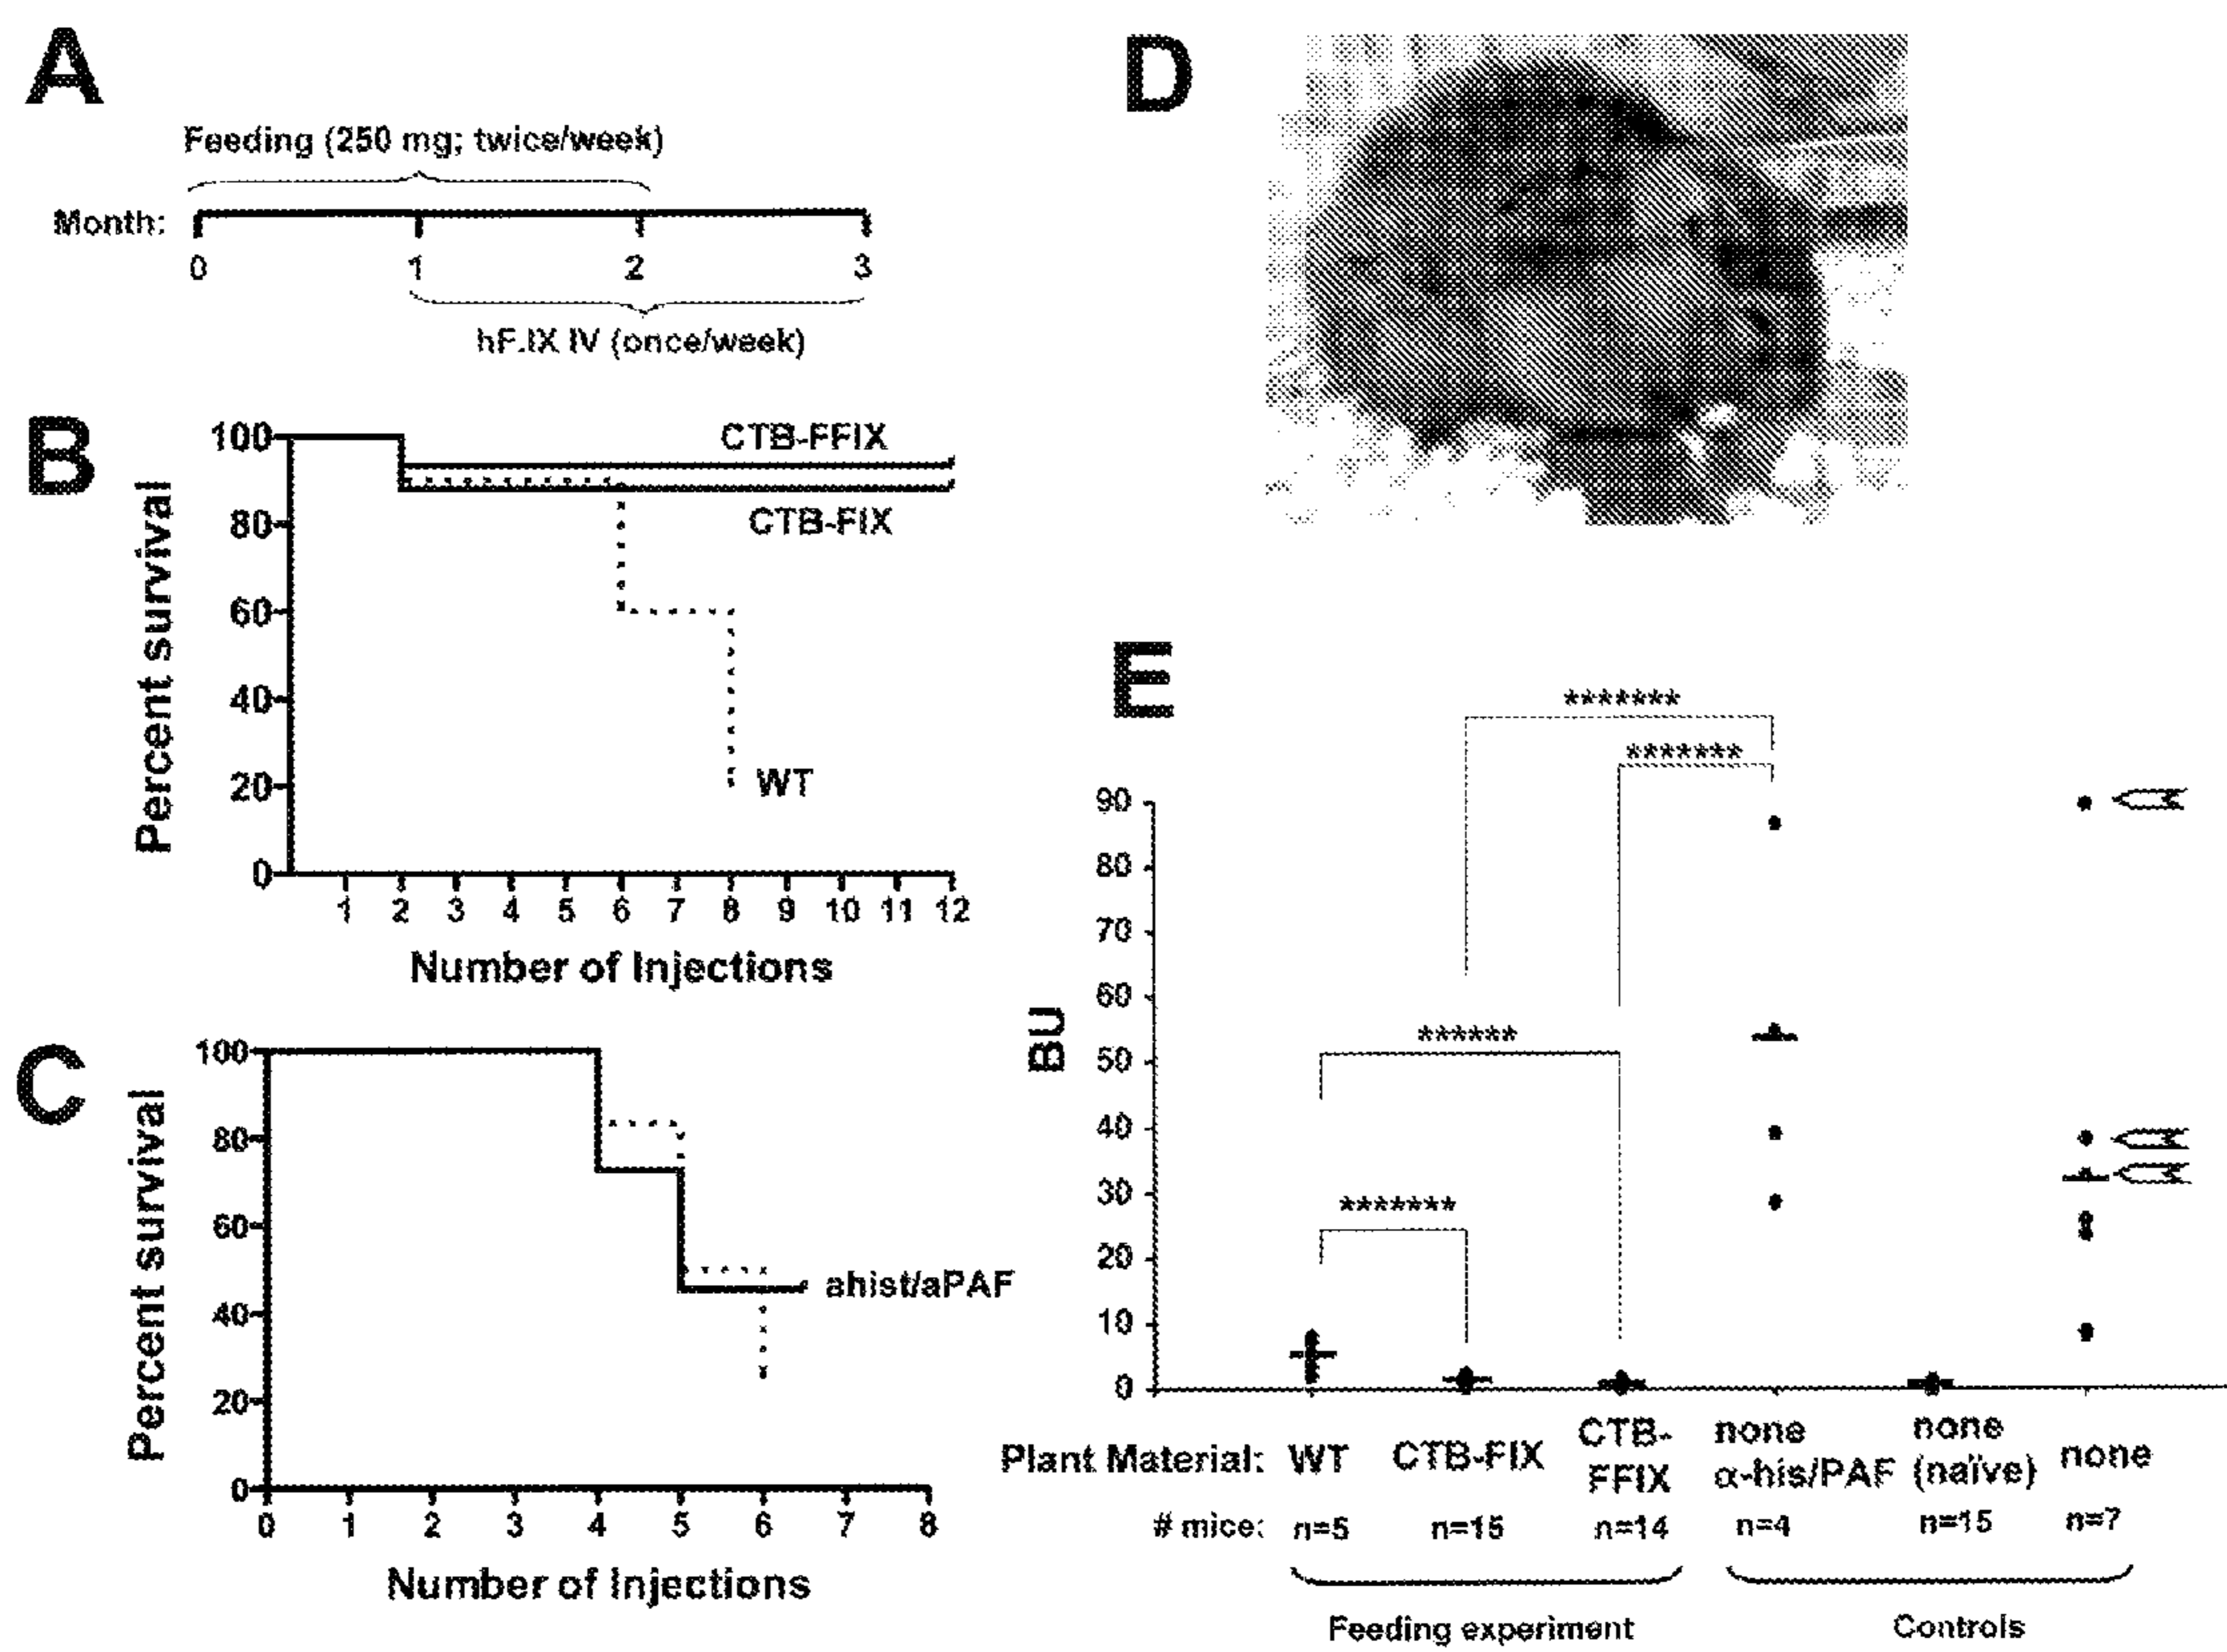 A
Feeding (250 mg; twice/week)
Month:
0 1 2 3
hF.IX IV (once/week)
B
Percent survival
100
80
60
40
20
0
CTB-FFIX
CTB-FIX
WT
1 2 3 4 5 6 7 8 9 10 11 12
Number of Injections
C
Percent survival
100
80
60
40
20
0
ahist/aPAF
0 1 2 3 4 5 6 7 8
Number of Injections
D
E
*******
*******
******
*******
BU
90
80
70
60
50
40
30
20
10
0
Plant Material: WT CTB-FIX CTB-FFIX none α-his/PAF none (naïve) none
# mice: n=5 n=15 n=14 n=4 n=15 n=7
Feeding experiment Controls